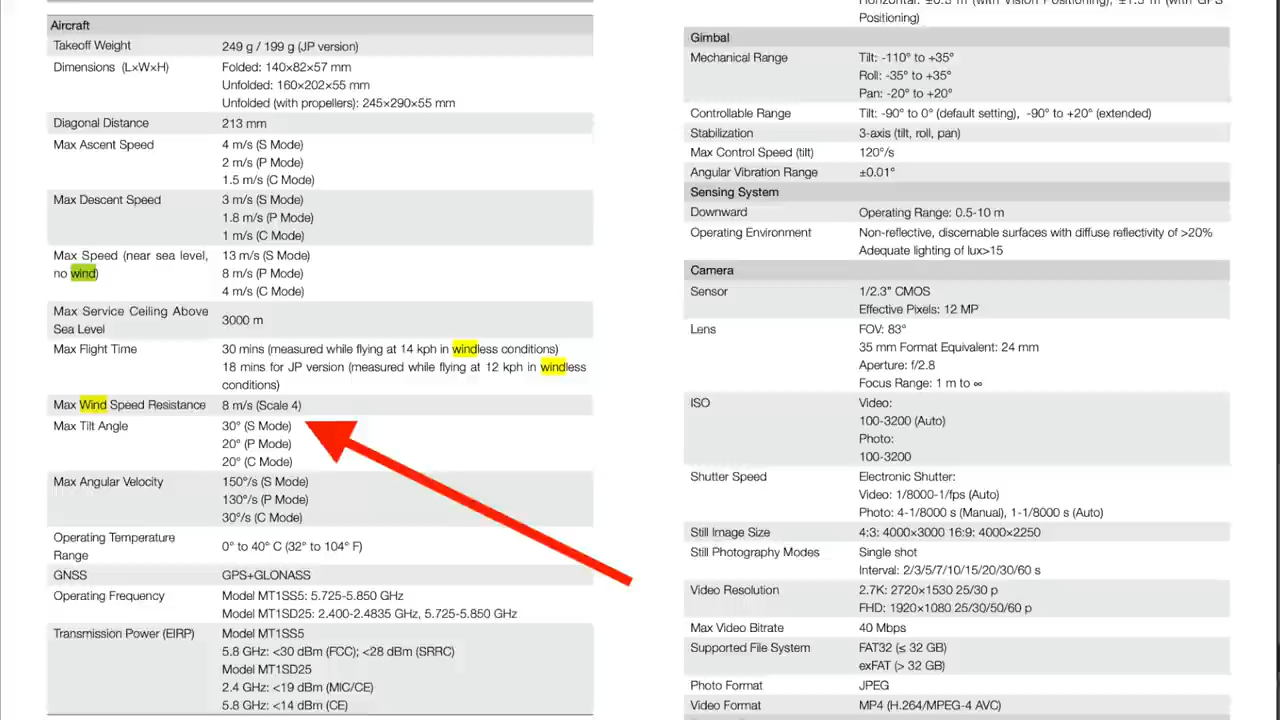 Aircraft
Takeoff Weight 249 g / 199 g (JP version)
Dimensions (L×W×H) Folded: 140×82×57 mm
Unfolded: 160×202×55 mm
Unfolded (with propellers): 245×290×55 mm
Diagonal Distance 213 mm
Max Ascent Speed 4 m/s (S Mode)
2 m/s (P Mode)
1.5 m/s (C Mode)
Max Descent Speed 3 m/s (S Mode)
1.8 m/s (P Mode)
1 m/s (C Mode)
Max Speed (near sea level, 13 m/s (S Mode)
no wind) 8 m/s (P Mode)
4 m/s (C Mode)
Max Service Ceiling Above
Sea Level 3000 m
Max Flight Time 30 mins (measured while flying at 14 kph in windless conditions)
18 mins for JP version (measured while flying at 12 kph in windless
conditions)
Max Wind Speed Resistance 8 m/s (Scale 4)
Max Tilt Angle 30° (S Mode)
20° (P Mode)
20° (C Mode)
Max Angular Velocity 150°/s (S Mode)
130°/s (P Mode)
30°/s (C Mode)
Operating Temperature
Range 0° to 40° C (32° to 104° F)
GNSS GPS+GLONASS
Operating Frequency Model MT1SS5: 5.725-5.850 GHz
Model MT1SD25: 2.400-2.4835 GHz, 5.725-5.850 GHz
Transmission Power (EIRP) Model MT1SS5
5.8 GHz: <30 dBm (FCC); <28 dBm (SRRC)
Model MT1SD25
2.4 GHz: <19 dBm (MIC/CE)
5.8 GHz: <14 dBm (CE)
Horizontal: ±0.3 m (with Vision Positioning), ±1.5 m (with GPS
Positioning)
Gimbal
Mechanical Range Tilt: -110° to +35°
Roll: -35° to +35°
Pan: -20° to +20°
Controllable Range Tilt: -90° to 0° (default setting), -90° to +20° (extended)
Stabilization 3-axis (tilt, roll, pan)
Max Control Speed (tilt) 120°/s
Angular Vibration Range ±0.01°
Sensing System
Downward Operating Range: 0.5-10 m
Operating Environment Non-reflective, discernable surfaces with diffuse reflectivity of >20%
Adequate lighting of lux>15
Camera
Sensor 1/2.3" CMOS
Effective Pixels: 12 MP
Lens FOV: 83°
35 mm Format Equivalent: 24 mm
Aperture: f/2.8
Focus Range: 1 m to ∞
ISO Video:
100-3200 (Auto)
Photo:
100-3200
Shutter Speed Electronic Shutter:
Video: 1/8000-1/fps (Auto)
Photo: 4-1/8000 s (Manual), 1-1/8000 s (Auto)
Still Image Size 4:3: 4000×3000 16:9: 4000×2250
Still Photography Modes Single shot
Interval: 2/3/5/7/10/15/20/30/60 s
Video Resolution 2.7K: 2720×1530 25/30 p
FHD: 1920×1080 25/30/50/60 p
Max Video Bitrate 40 Mbps
Supported File System FAT32 (≤ 32 GB)
exFAT (> 32 GB)
Photo Format JPEG
Video Format MP4 (H.264/MPEG-4 AVC)